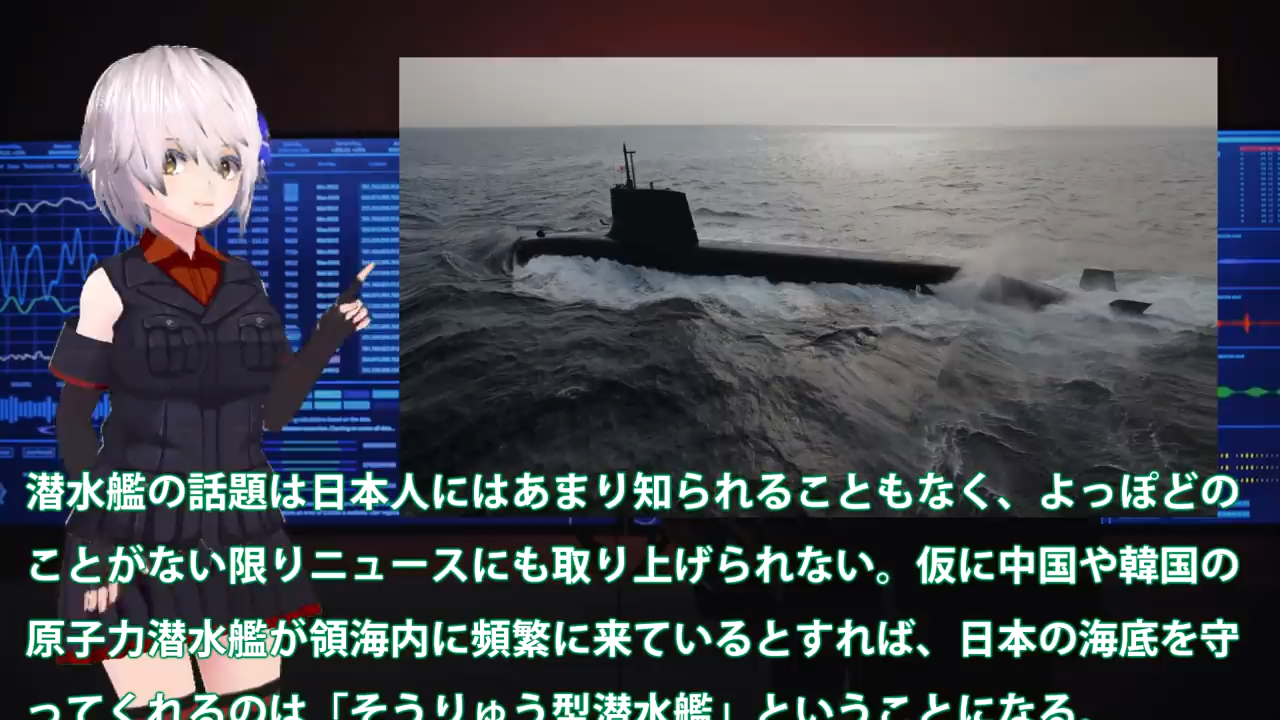 潜水艦の話題は日本人にはあまり知られることもなく、よっぽどの
ことがない限りニュースにも取り上げられない。仮に中国や韓国の
原子力潜水艦が領海内に頻繁に来ているとすれば、日本の海底を守
ってくれるのは「そうりゅう型潜水艦」ということになる。